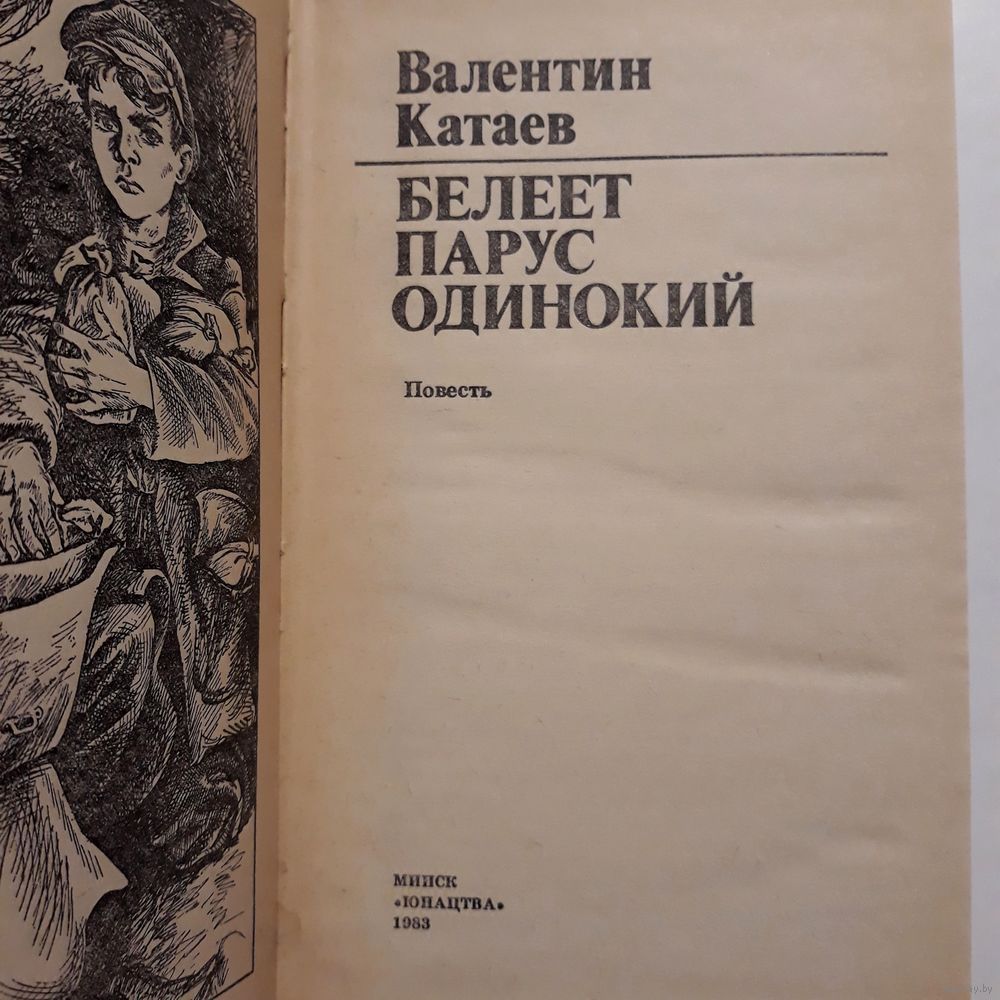 Валентин
Катаев
БЕЛЕЕТ
ПАРУС
ОДИНОКИЙ
Повесть
МИНСК
«ЮНАЦТВА»
1983